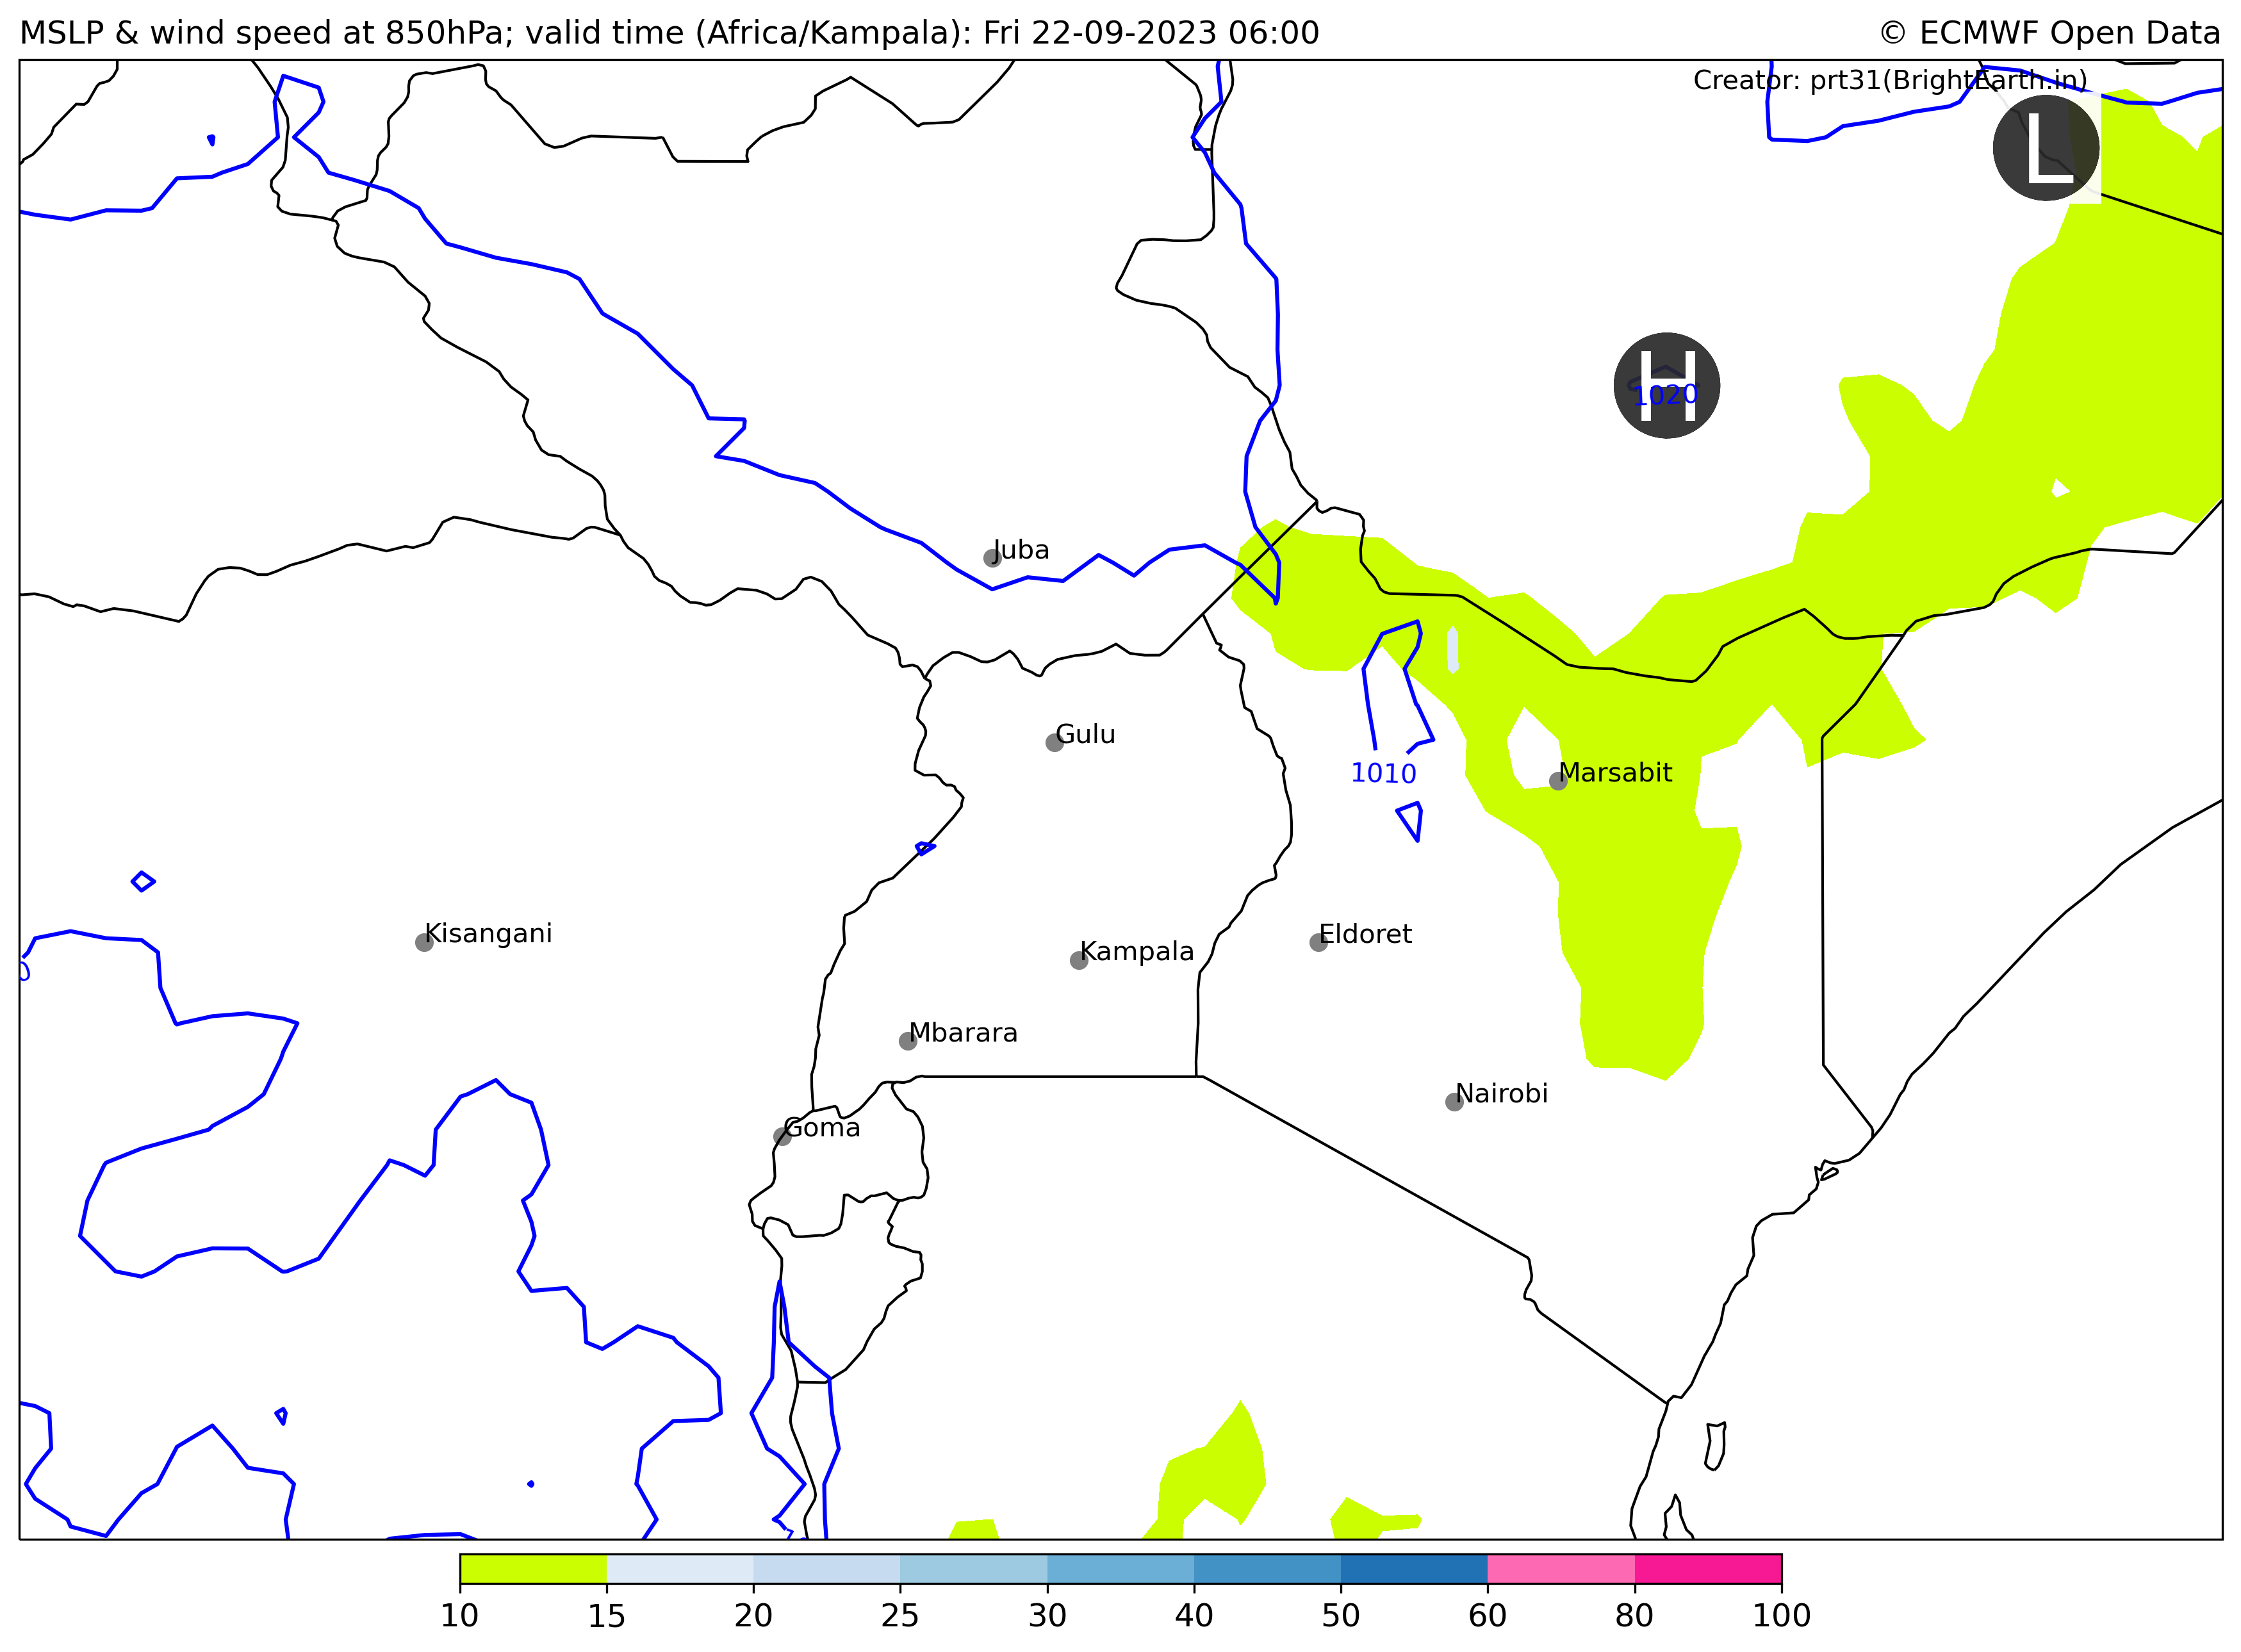 MSLP & wind speed at 850hPa; valid time (Africa/Kampala): Fri 22-09-2023 06:00
© ECMWF Open Data
Creator: prt31(BrightEarth.in)
L
H
1020
Juba
Gulu
1010
Marsabit
Kisangani
Eldoret
Kampala
Mbarara
Nairobi
Goma
10 15 20 25 30 40 50 60 80 100